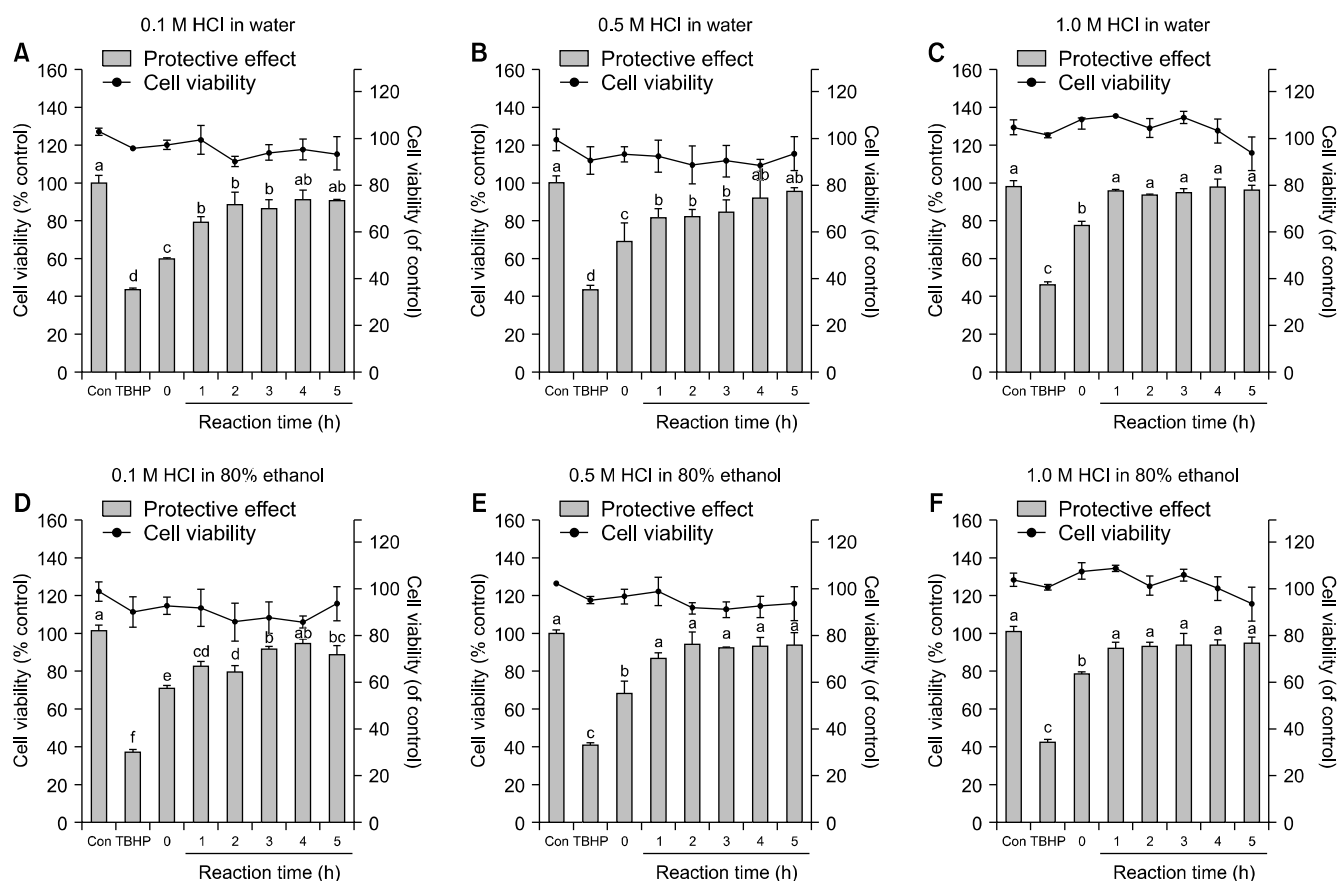 0.1 M HCl in water
A
Protective effect
Cell viability
160
140
120
100
80
60
40
20
0
Cell viability (% control)
120
100
80
60
40
20
0
Cell viability (of control)
a
d
c
b
b
b
ab
ab
Con TBHP 0 1 2 3 4 5
Reaction time (h)
0.5 M HCl in water
B
Protective effect
Cell viability
160
140
120
100
80
60
40
20
0
Cell viability (% control)
120
100
80
60
40
20
0
Cell viability (of control)
a
d
c
b
b
b
ab
ab
Con TBHP 0 1 2 3 4 5
Reaction time (h)
1.0 M HCl in water
C
Protective effect
Cell viability
160
140
120
100
80
60
40
20
0
Cell viability (% control)
120
100
80
60
40
20
0
Cell viability (of control)
a
c
b
a
a
a
a
a
Con TBHP 0 1 2 3 4 5
Reaction time (h)
0.1 M HCl in 80% ethanol
D
Protective effect
Cell viability
160
140
120
100
80
60
40
20
0
Cell viability (% control)
120
100
80
60
40
20
0
Cell viability (of control)
a
f
e
cd
d
b
ab
bc
Con TBHP 0 1 2 3 4 5
Reaction time (h)
0.5 M HCl in 80% ethanol
E
Protective effect
Cell viability
160
140
120
100
80
60
40
20
0
Cell viability (% control)
120
100
80
60
40
20
0
Cell viability (of control)
a
c
b
a
a
a
a
a
Con TBHP 0 1 2 3 4 5
Reaction time (h)
1.0 M HCl in 80% ethanol
F
Protective effect
Cell viability
160
140
120
100
80
60
40
20
0
Cell viability (% control)
120
100
80
60
40
20
0
Cell viability (of control)
a
c
b
a
a
a
a
a
Con TBHP 0 1 2 3 4 5
Reaction time (h)